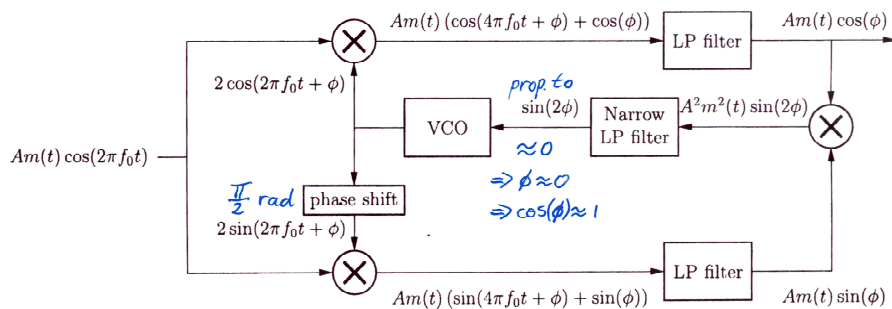 Am(t) (cos(4πf₀t + ϕ) + cos(ϕ))
LP filter
Am(t) cos(ϕ)
2 cos(2πf₀t + ϕ)
prop. to
sin(2ϕ)
VCO
Narrow
LP filter
A²m²(t) sin(2ϕ)
≈0
Am(t) cos(2πf₀t)
⇒ ϕ≈0
π/2 rad
phase shift
⇒ cos(ϕ)≈1
2 sin(2πf₀t + ϕ)
LP filter
Am(t) (sin(4πf₀t + ϕ) + sin(ϕ))
Am(t) sin(ϕ)